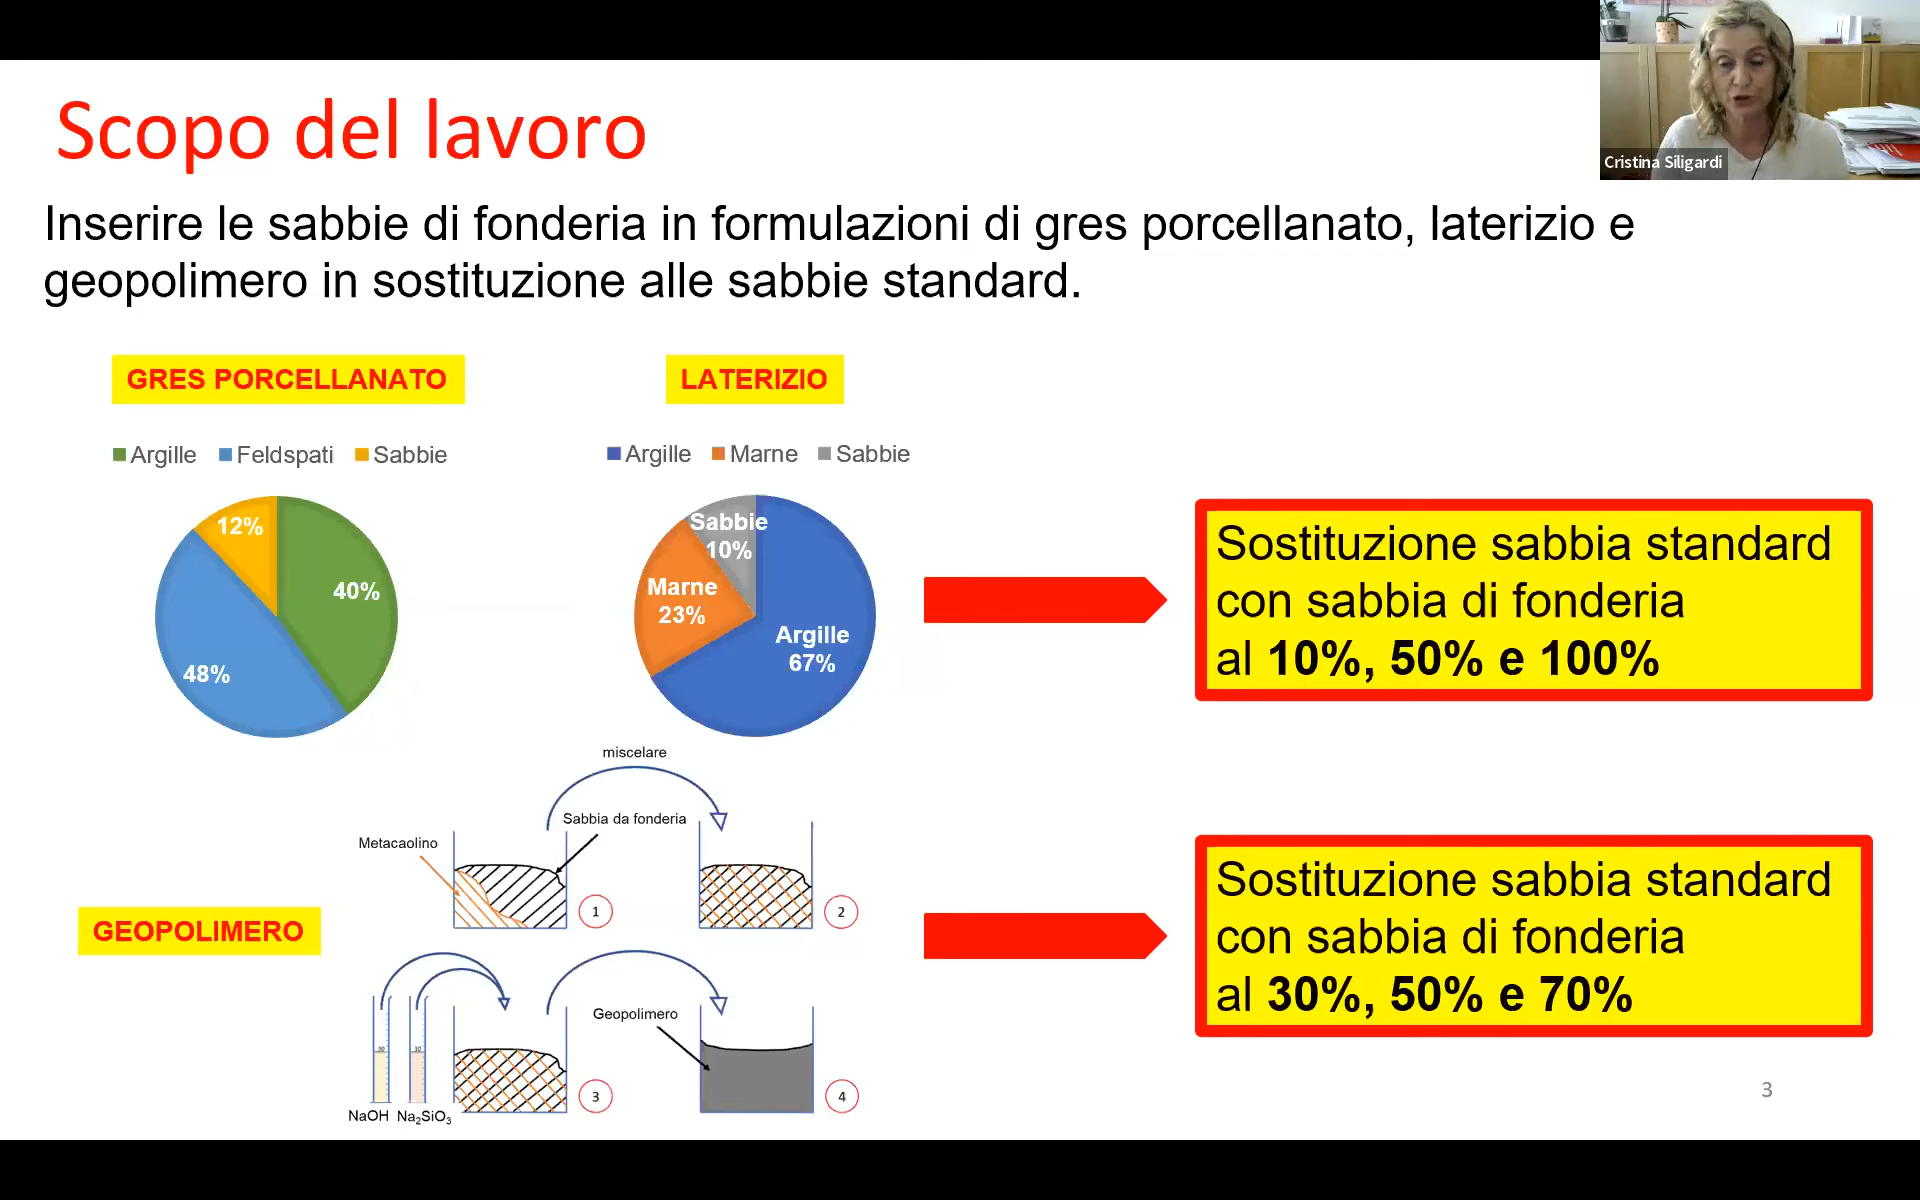 Cristina Siligardi
Scopo del lavoro
Inserire le sabbie di fonderia in formulazioni di gres porcellanato, laterizio e
geopolimero in sostituzione alle sabbie standard.
GRES PORCELLANATO
Argille Feldspati Sabbie
12%
40%
48%
LATERIZIO
Argille Marne Sabbie
Sabbie
10%
Marne
23%
Argille
67%
Sostituzione sabbia standard
con sabbia di fonderia
al 10%, 50% e 100%
GEOPOLIMERO
miscelare
Sabbia da fonderia
Metacaolino
1
2
Geopolimero
3
4
NaOH Na₂SiO₃
Sostituzione sabbia standard
con sabbia di fonderia
al 30%, 50% e 70%
3